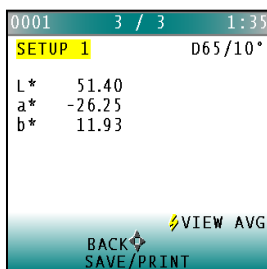 0001 3 / 3 1:35
SETUP 1 D65/10°
L* 51.40
a* -26.25
b* 11.93
VIEW AVG
BACK
SAVE/PRINT